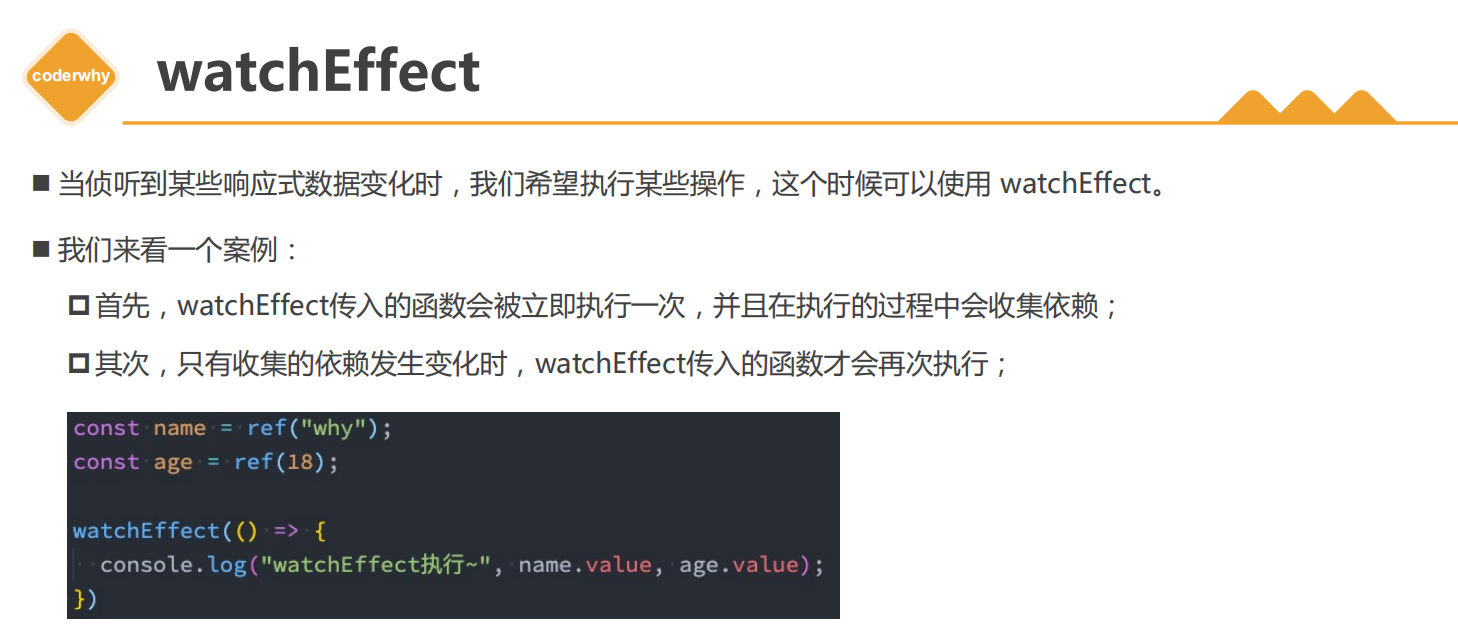 coderwhy
watchEffect
当侦听到某些响应式数据变化时，我们希望执行某些操作，这个时候可以使用 watchEffect。
我们来看一个案例：
首先，watchEffect传入的函数会被立即执行一次，并且在执行的过程中会收集依赖；
其次，只有收集的依赖发生变化时，watchEffect传入的函数才会再次执行；
const name = ref("why");
const age = ref(18);
watchEffect(() => {
  console.log("watchEffect执行~", name.value, age.value);
})